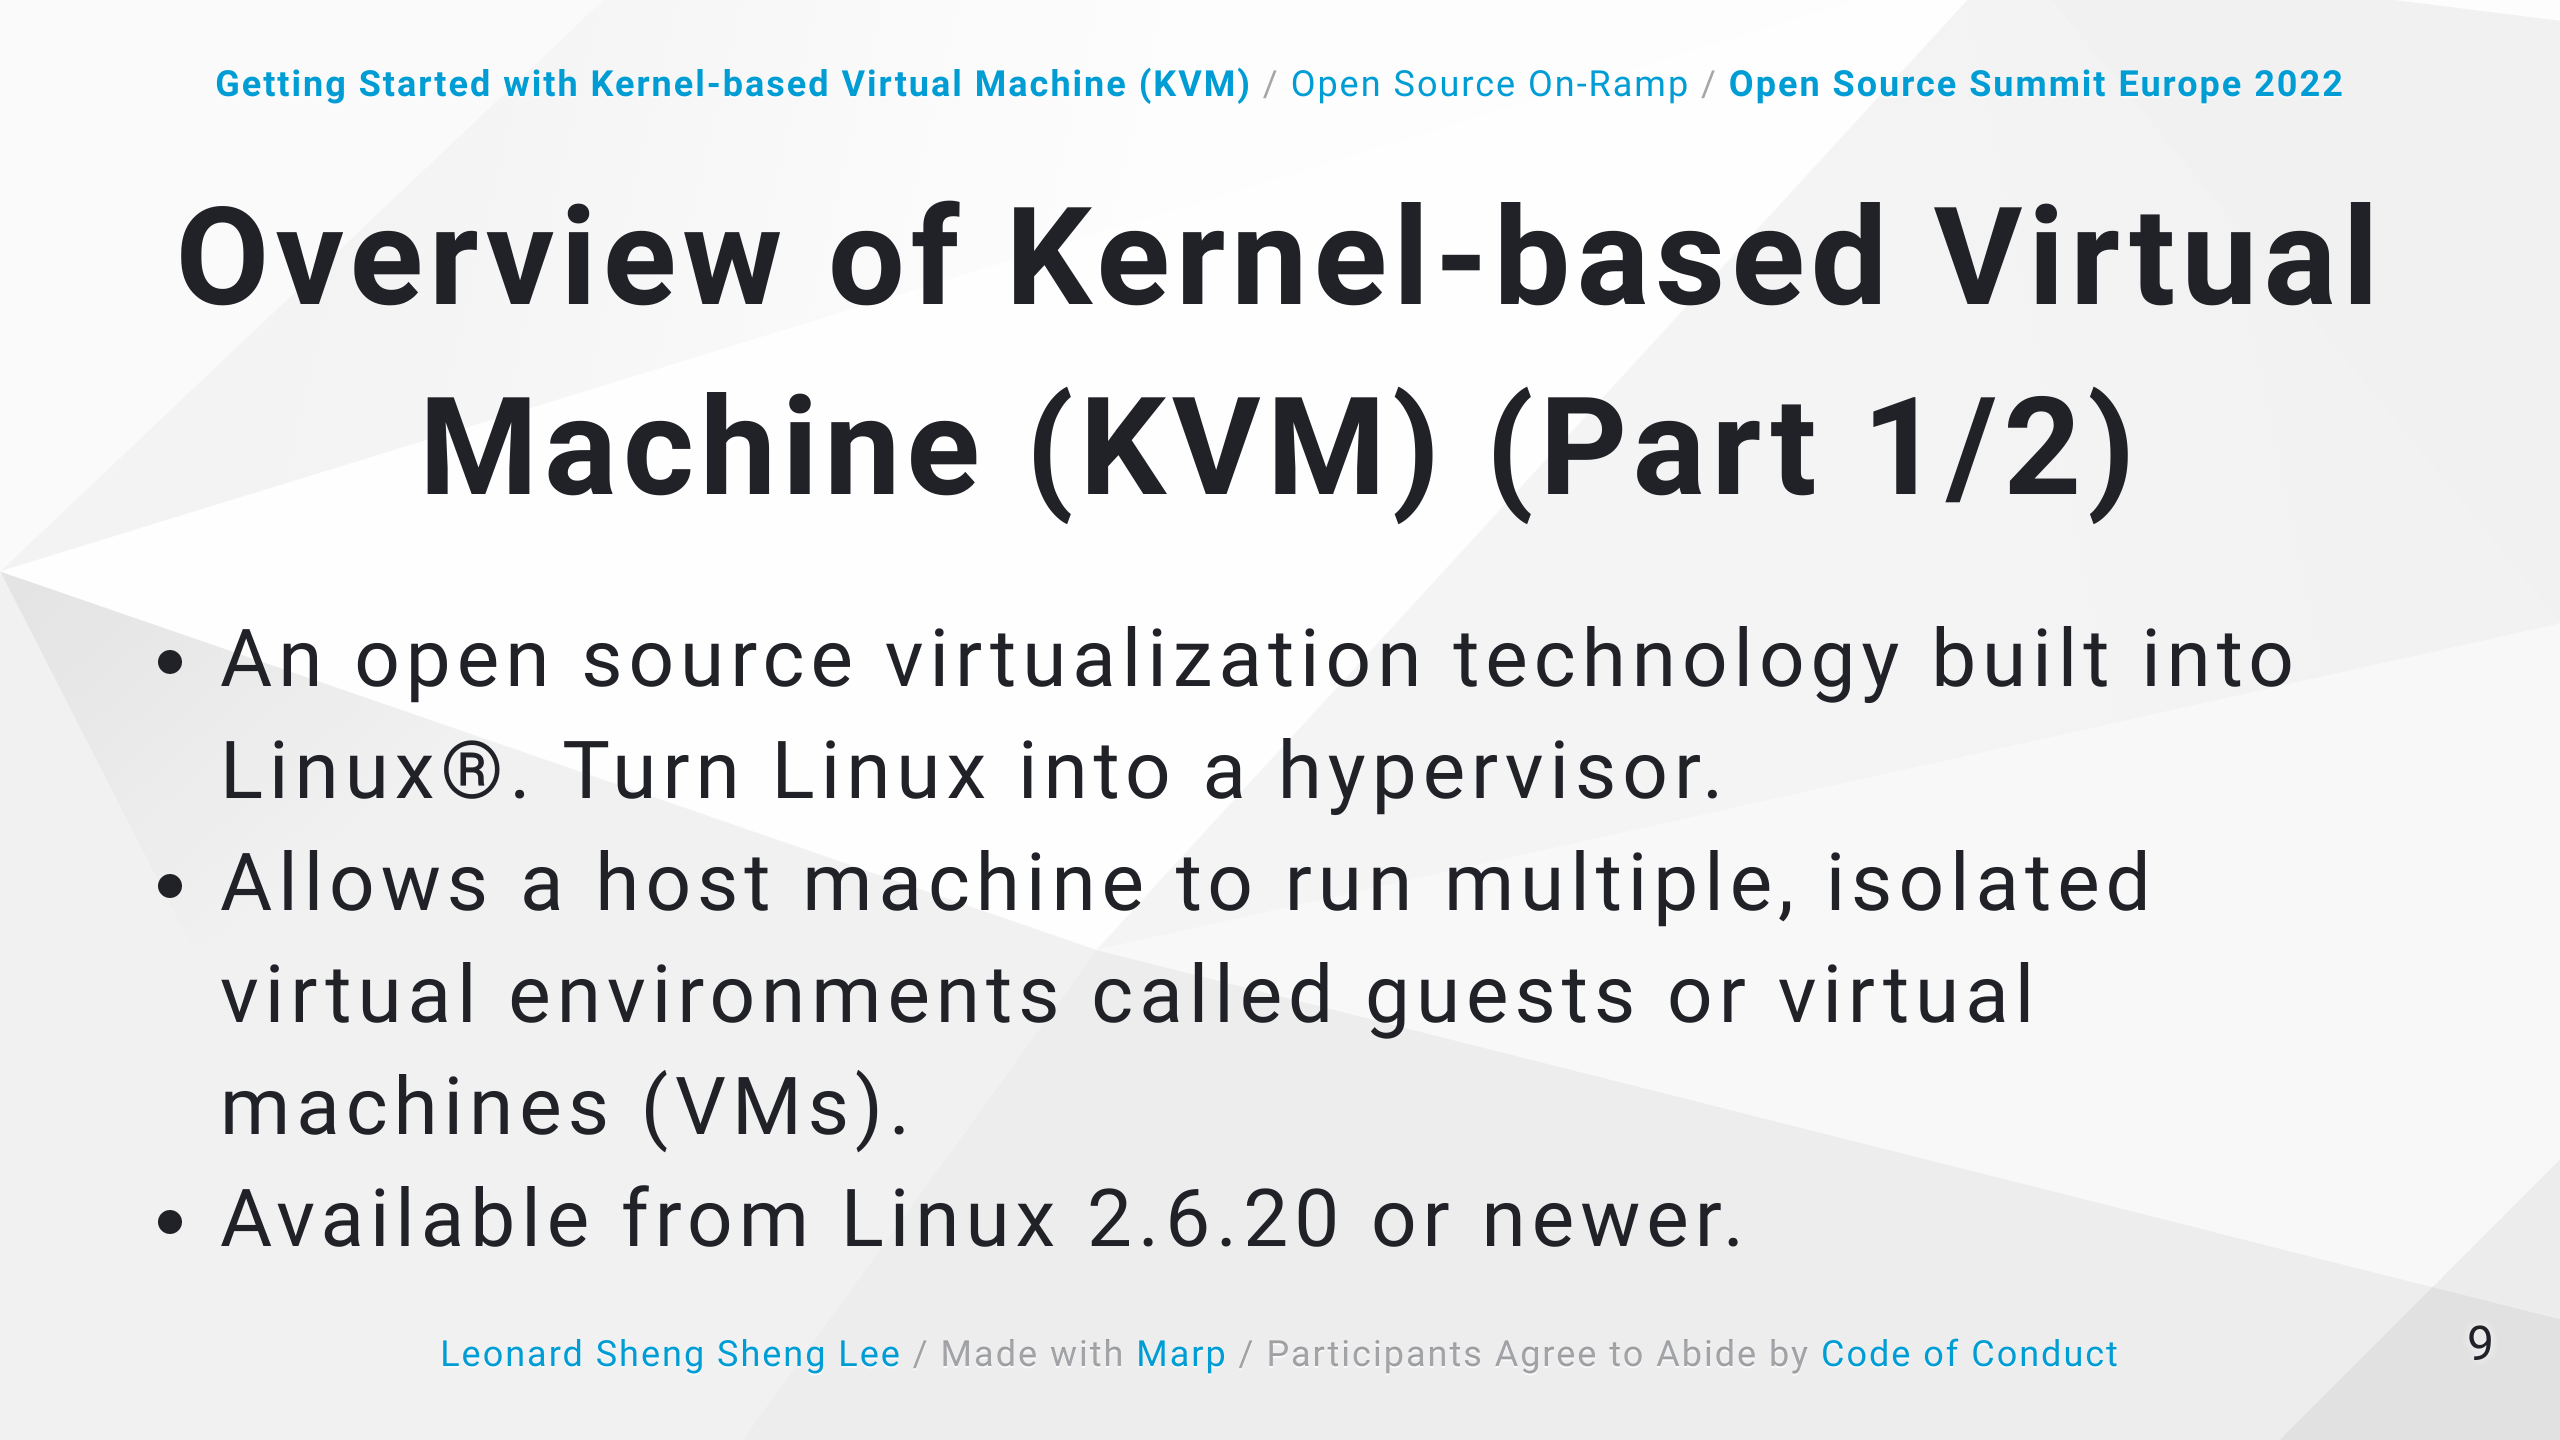 Getting Started with Kernel-based Virtual Machine (KVM) / Open Source On-Ramp / Open Source Summit Europe 2022
Overview of Kernel-based Virtual
Machine (KVM) (Part 1/2)
• An open source virtualization technology built into
Linux®. Turn Linux into a hypervisor.
• Allows a host machine to run multiple, isolated
virtual environments called guests or virtual
machines (VMs).
• Available from Linux 2.6.20 or newer.
Leonard Sheng Sheng Lee / Made with Marp / Participants Agree to Abide by Code of Conduct
9